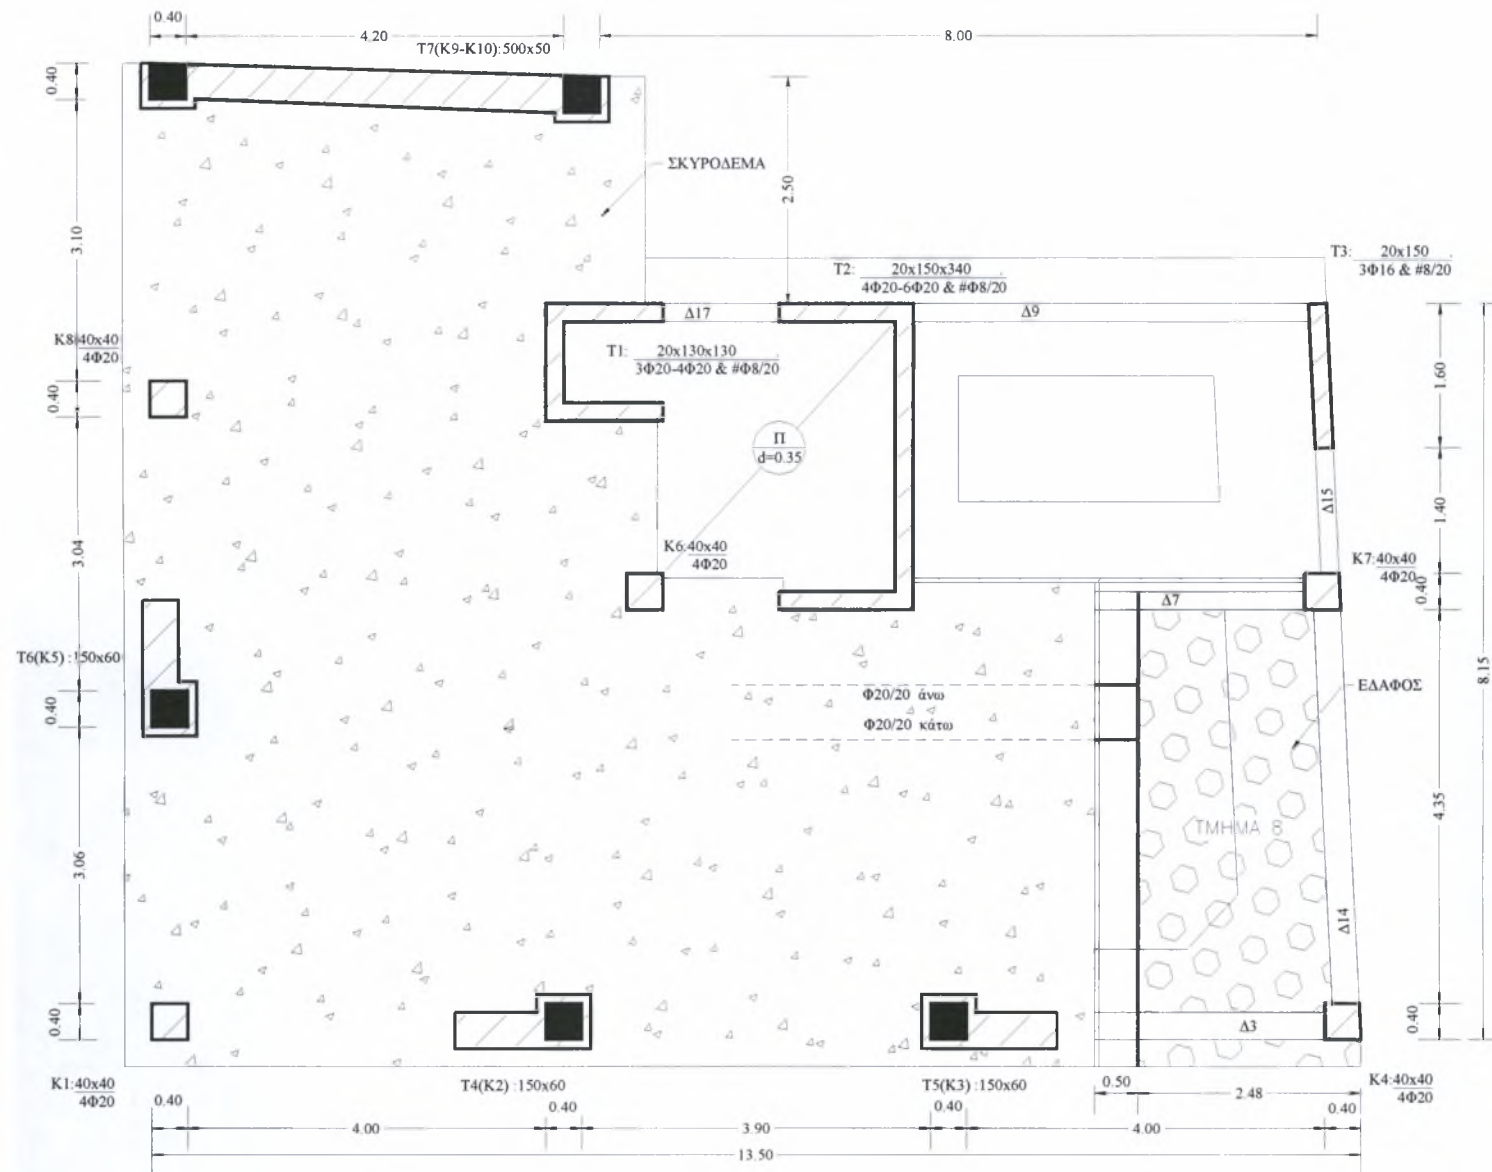 0.40
4.20
8.00
T7(K9-K10):500x50
0.40
ΣΚΥΡΟΔΕΜΑ
2.50
3.10
T3: 20x150
3Φ16 & #8/20
T2: 20x150x340
4Φ20-6Φ20 & #Φ8/20
Δ17
Δ9
K8:40x40
4Φ20
T1: 20x130x130
3Φ20-4Φ20 & #Φ8/20
0.40
1.60
Π
d=0.35
Δ15
1.40
3.04
K6:40x40
4Φ20
K7:40x40
4Φ20
0.40
Δ7
T6(K5) :150x60
8.15
ΕΔΑΦΟΣ
Φ20/20 άνω
Φ20/20 κάτω
0.40
4.35
ΤΜΗΜΑ 8
3.06
Δ14
0.40
Δ3
0.40
K1:40x40
4Φ20
T4(K2) :150x60
T5(K3) :150x60
0.50
2.48
K4:40x40
4Φ20
0.40
0.40
0.40
0.40
4.00
3.90
4.00
13.50